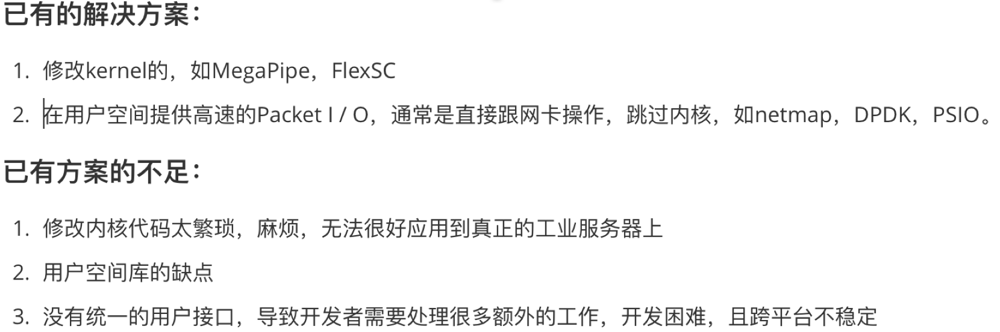 已有的解决方案：
1. 修改kernel的，如MegaPipe，FlexSC
2. 在用户空间提供高速的Packet I / O，通常是直接跟网卡操作，跳过内核，如netmap，DPDK，PSIO。
已有方案的不足：
1. 修改内核代码太繁琐，麻烦，无法很好应用到真正的工业服务器上
2. 用户空间库的缺点
3. 没有统一的用户接口，导致开发者需要处理很多额外的工作，开发困难，且跨平台不稳定